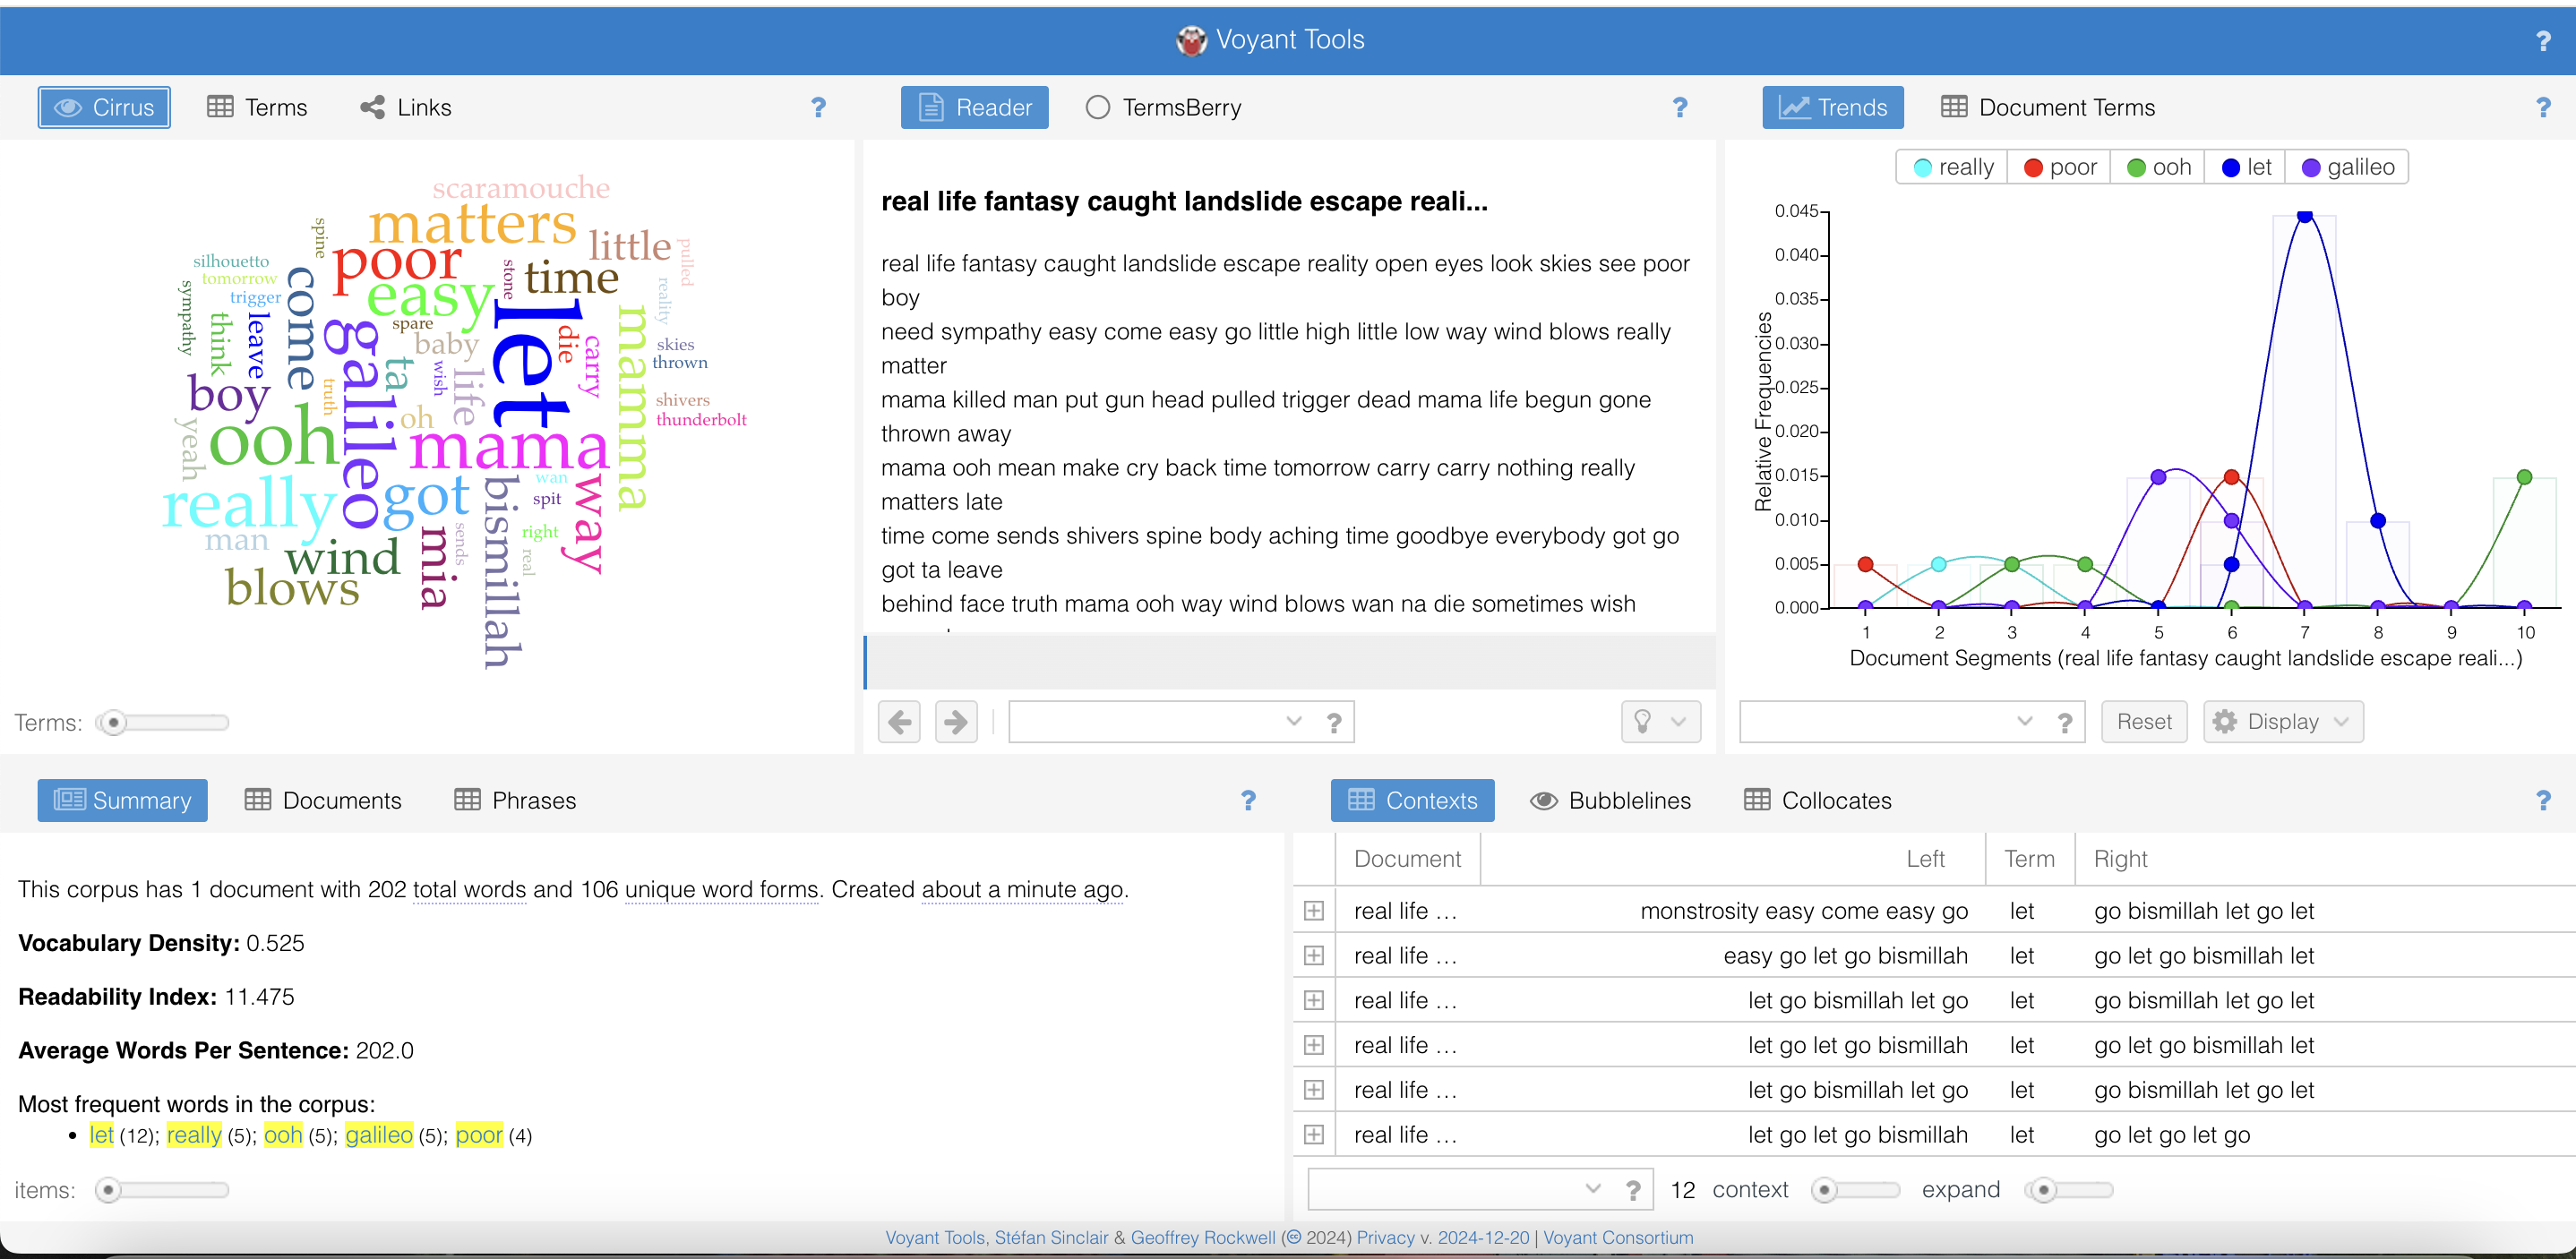 Voyant Tools
?
Cirrus Terms Links ?
scaramouche
matters
spine
little
pulled
poor
silhouetto
stone
time
tomorrow
come
easy
sympathy
trigger
reality
think
leave
let
mamma
galileo
spare
die
baby
carry
skies
ta
wish
life
thrown
boy
truth
shivers
oh
thunderbolt
yeah
ooh
mama
really
got
bismillah
wan
spit
way
man
mia
sends
right
wind
real
blows
Terms:
Reader TermsBerry ?
real life fantasy caught landslide escape reali...
real life fantasy caught landslide escape reality open eyes look skies see poor
boy
need sympathy easy come easy go little high little low way wind blows really
matter
mama killed man put gun head pulled trigger dead mama life begun gone
thrown away
mama ooh mean make cry back time tomorrow carry carry nothing really
matters late
time come sends shivers spine body aching time goodbye everybody got go
got ta leave
behind face truth mama ooh way wind blows wan na die sometimes wish
?
Trends Document Terms ?
really poor ooh let galileo
Relative Frequencies
0.045
0.040
0.035
0.030
0.025
0.020
0.015
0.010
0.005
0.000
1 2 3 4 5 6 7 8 9 10
Document Segments (real life fantasy caught landslide escape reali...)
? Reset Display
Summary Documents Phrases ?
This corpus has 1 document with 202 total words and 106 unique word forms. Created about a minute ago.
Vocabulary Density: 0.525
Readability Index: 11.475
Average Words Per Sentence: 202.0
Most frequent words in the corpus:
• let (12); really (5); ooh (5); galileo (5); poor (4)
items:
Contexts Bubblelines Collocates ?
Document Left Term Right
real life ... monstrosity easy come easy go let go bismillah let go let
real life ... easy go let go bismillah let go let go bismillah let
real life ... let go bismillah let go let go bismillah let go let
real life ... let go let go bismillah let go let go bismillah let
real life ... let go bismillah let go let go bismillah let go let
real life ... let go let go bismillah let go let go let go
? 12 context expand
Voyant Tools, Stéfan Sinclair & Geoffrey Rockwell (cc 2024) Privacy v. 2024-12-20 | Voyant Consortium